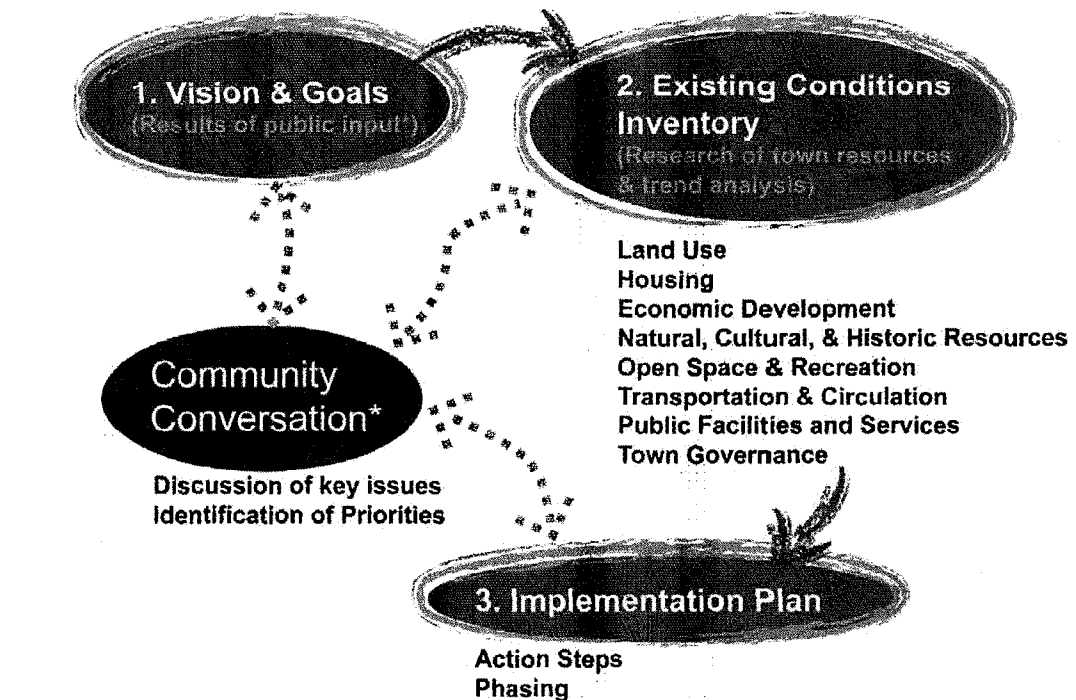 1. Vision & Goals
(Results of public input*)
2. Existing Conditions
Inventory
(Research of town resources
& trend analysis)
Land Use
Housing
Economic Development
Natural, Cultural, & Historic Resources
Open Space & Recreation
Transportation & Circulation
Public Facilities and Services
Town Governance
Community
Conversation*
Discussion of key issues
Identification of Priorities
3. Implementation Plan
Action Steps
Phasing